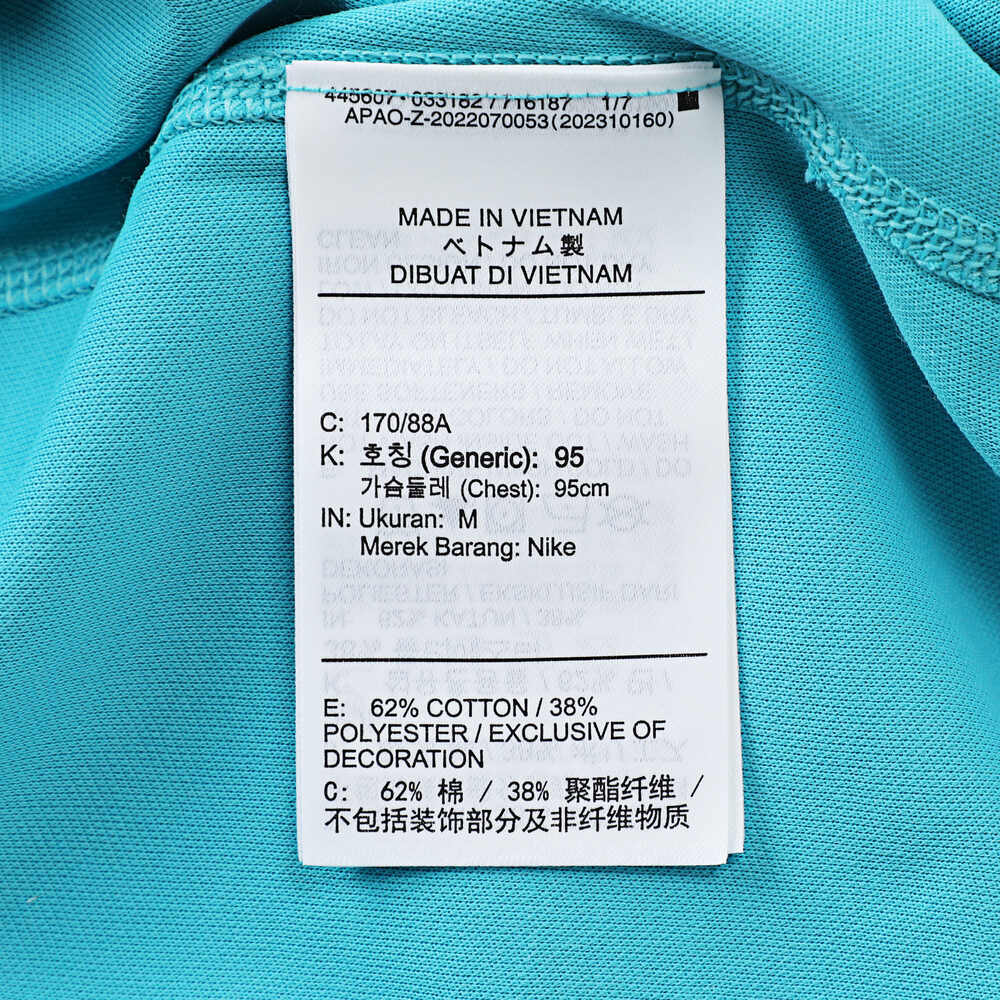 445607-033182 / 716187 1/7
APAO-Z-2022070053(202310160)
MADE IN VIETNAM
ベトナム製
DIBUAT DI VIETNAM
C: 170/88A
K: 호칭 (Generic): 95
가슴둘레 (Chest): 95cm
IN: Ukuran: M
Merek Barang: Nike
E: 62% COTTON / 38%
POLYESTER / EXCLUSIVE OF
DECORATION
C: 62% 棉 / 38% 聚酯纤维 /
不包括装饰部分及非纤维物质